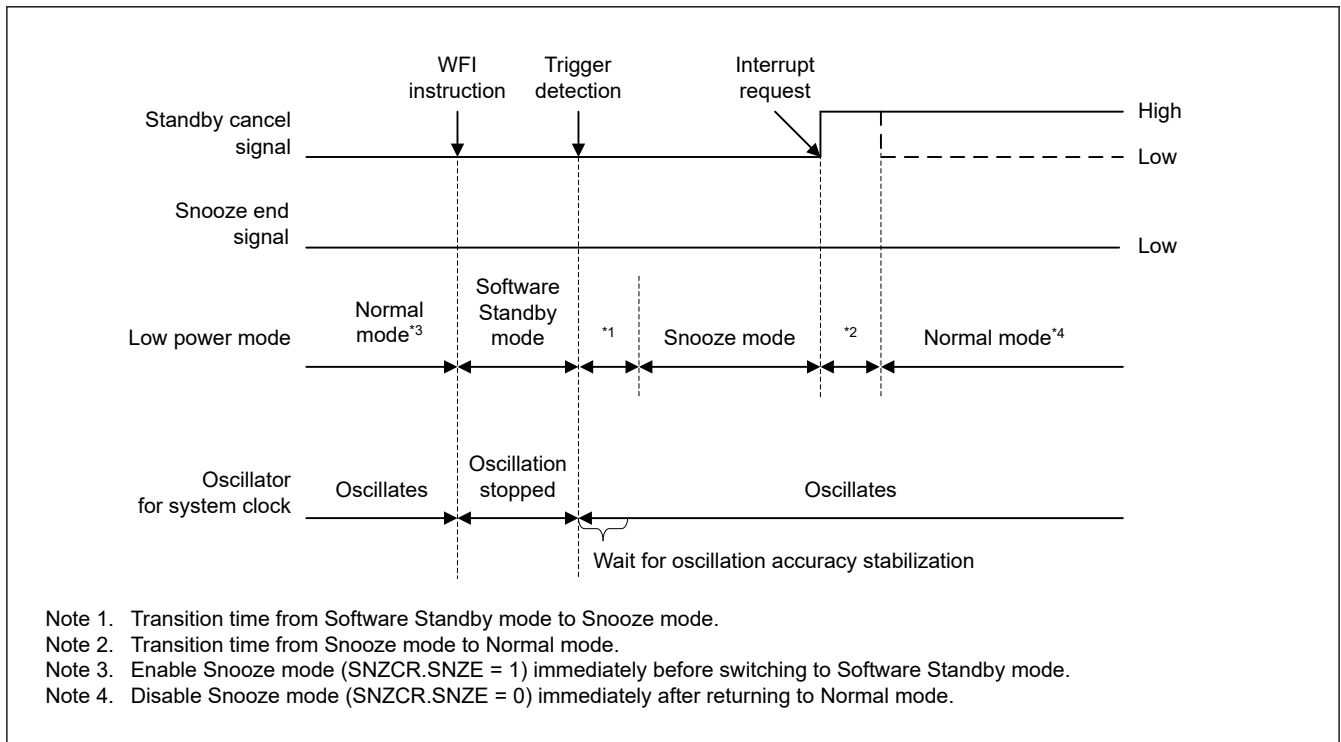 WFI
instruction
Trigger
detection
Interrupt
request
Standby cancel
signal
High
Low
Snooze end
signal
Low
Low power mode
Normal
mode*3
Software
Standby
mode
*1
Snooze mode
*2
Normal mode*4
Oscillator
for system clock
Oscillates
Oscillation
stopped
Oscillates
Wait for oscillation accuracy stabilization
Note 1. Transition time from Software Standby mode to Snooze mode.
Note 2. Transition time from Snooze mode to Normal mode.
Note 3. Enable Snooze mode (SNZCR.SNZE = 1) immediately before switching to Software Standby mode.
Note 4. Disable Snooze mode (SNZCR.SNZE = 0) immediately after returning to Normal mode.